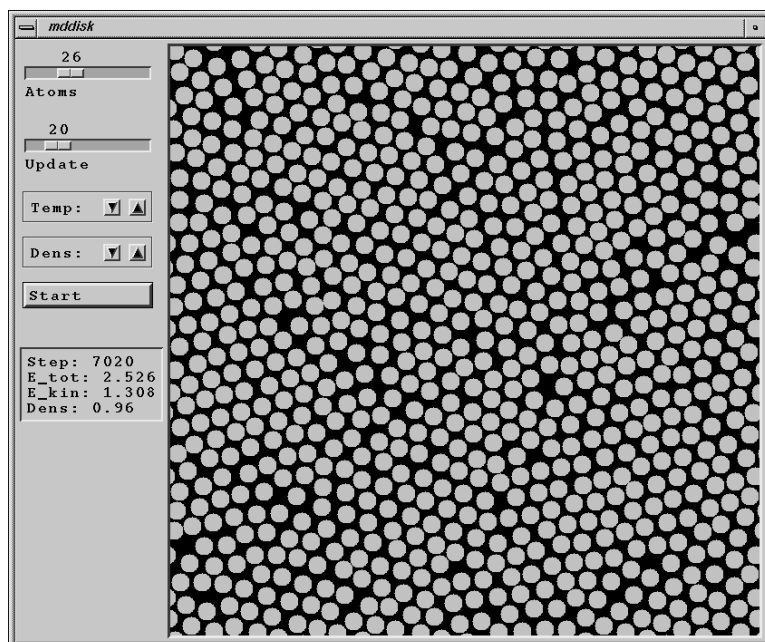 mddisk
26
Atoms
20
Update
Temp:
Dens:
Start
Step: 7020
E_tot: 2.526
E_kin: 1.308
Dens: 0.96